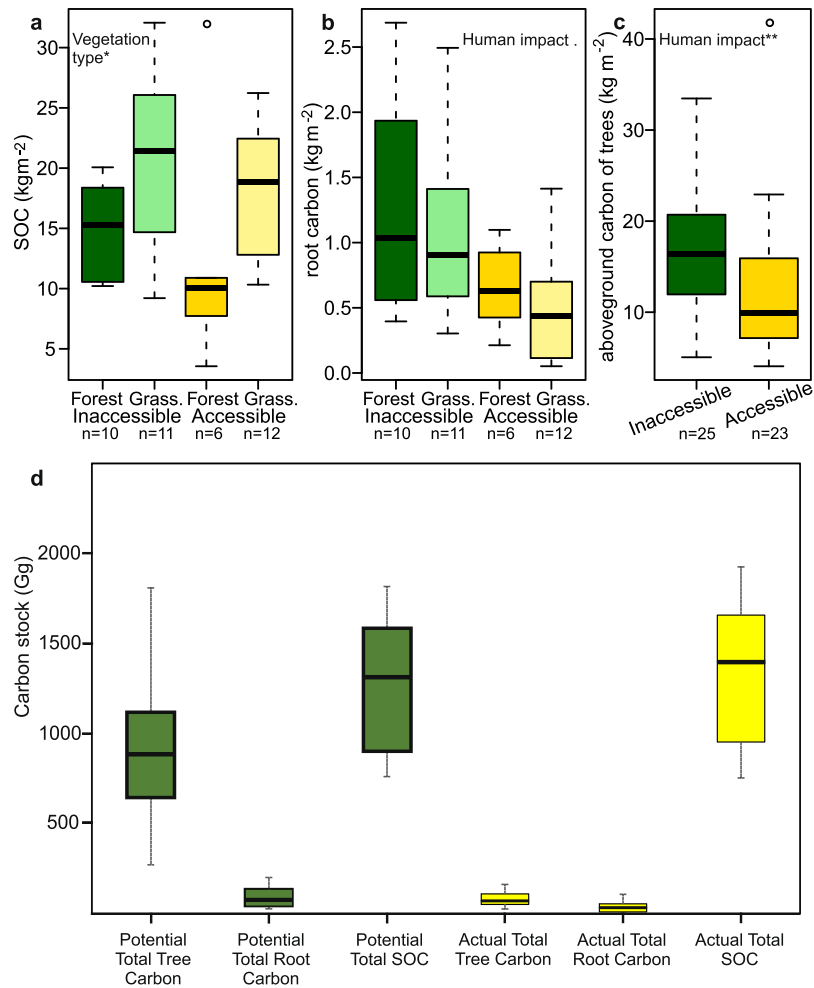 a
Vegetation
type*
SOC (kgm-2)
30
25
20
15
10
5
Forest Grass. Forest Grass.
Inaccessible Accessible
n=10 n=11 n=6 n=12
b
Human impact .
root carbon (kgm-2)
2.5
2.0
1.5
1.0
0.5
0.0
Forest Grass. Forest Grass.
Inaccessible Accessible
n=10 n=11 n=6 n=12
c
Human impact**
aboveground carbon of trees (kg m-2)
40
30
20
10
Inaccessible Accessible
n=25 n=23
d
Carbon stock (Gg)
2000
1500
1000
500
Potential
Total Tree
Carbon
Potential
Total Root
Carbon
Potential
Total SOC
Actual Total
Tree Carbon
Actual Total
Root Carbon
Actual Total
SOC